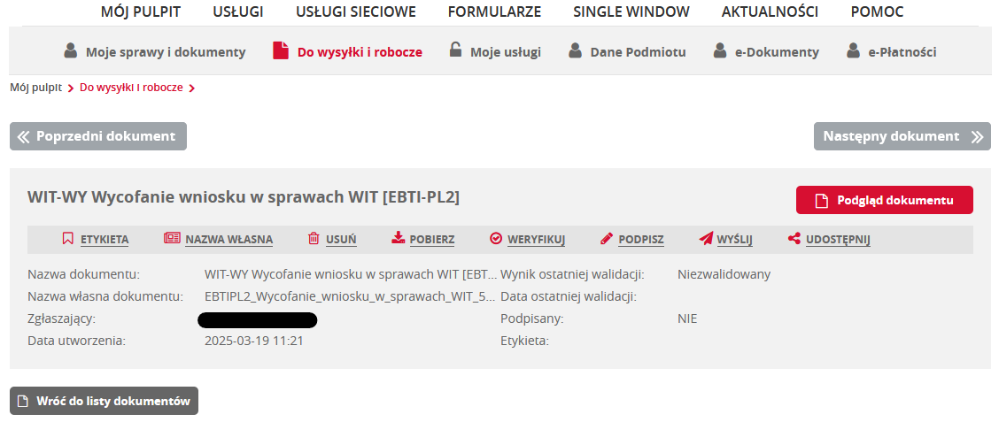 MÓJ PULPIT USŁUGI USŁUGI SIECIOWE FORMULARZE SINGLE WINDOW AKTUALNOŚCI POMOC
Moje sprawy i dokumenty Do wysyłki i robocze Moje usługi Dane Podmiotu e-Dokumenty e-Płatności
Mój pulpit Do wysyłki i robocze
Poprzedni dokument Następny dokument
WIT-WY Wycofanie wniosku w sprawach WIT [EBTI-PL2] Podgląd dokumentu
ETYKIETA NAZWA WŁASNA USUŃ POBIERZ WERYFIKUJ PODPISZ WYŚLIJ UDOSTĘPNIJ
Nazwa dokumentu: WIT-WY Wycofanie wniosku w sprawach WIT [EBT... Wynik ostatniej walidacji: Niezwalidowany
Nazwa własna dokumentu: EBTIPL2_Wycofanie_wniosku_w_sprawach_WIT_5... Data ostatniej walidacji:
Zgłaszający: Podpisany: NIE
Data utworzenia: 2025-03-19 11:21 Etykieta:
Wróć do listy dokumentów